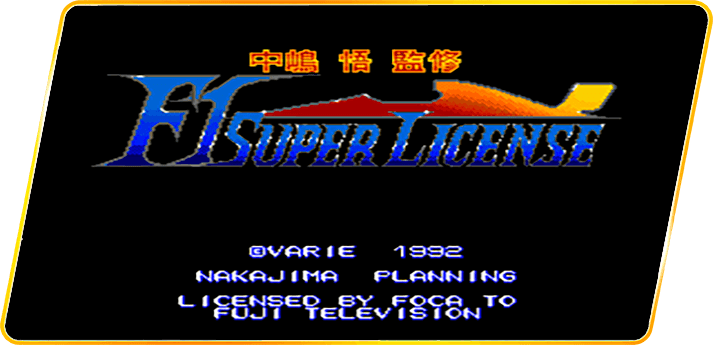 中嶋 悟 監修
F1 SUPER LICENSE
©VARIE 1992
NAKAJIMA PLANNING
LICENSED BY FOCA TO
FUJI TELEVISION